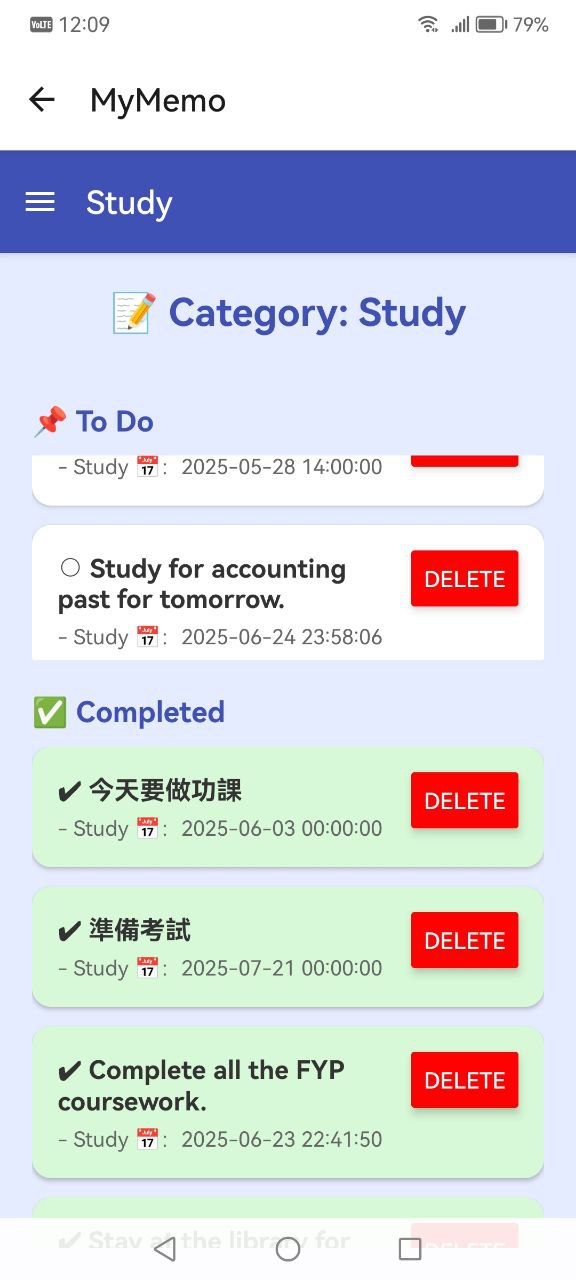 VoLTE 12:09 79%
MyMemo
Study
📝 Category: Study
📌 To Do
- Study 📅: 2025-05-28 14:00:00
○ Study for accounting
past for tomorrow.
DELETE
- Study 📅: 2025-06-24 23:58:06
✅ Completed
✔ 今天要做功課
DELETE
- Study 📅: 2025-06-03 00:00:00
✔ 準備考試
DELETE
- Study 📅: 2025-07-21 00:00:00
✔ Complete all the FYP
coursework.
DELETE
- Study 📅: 2025-06-23 22:41:50
✔ Stay at the library for
DELETE